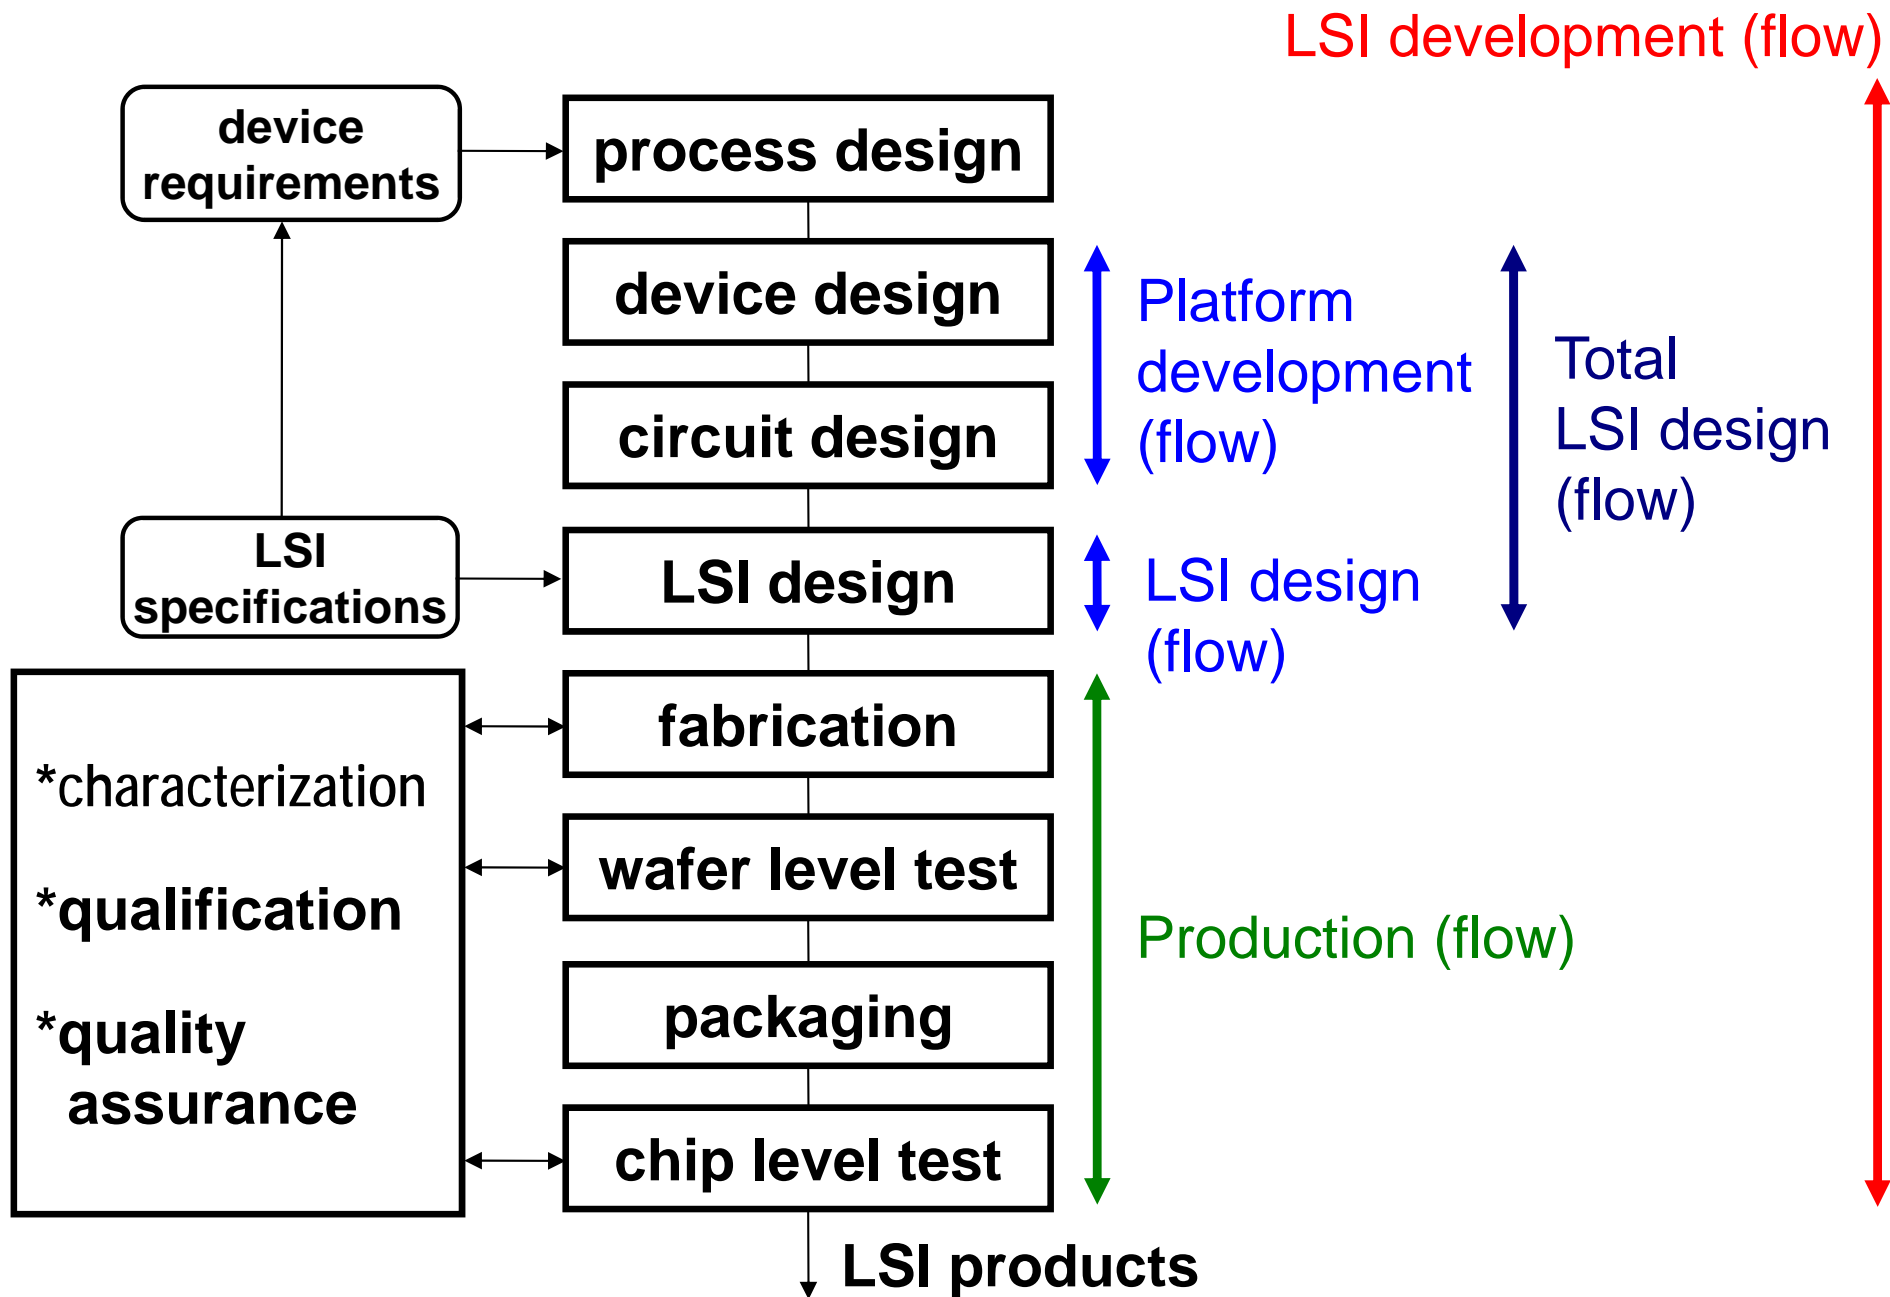 LSI development (flow)
device
requirements
process design
device design
Platform
development
(flow)
Total
LSI design
(flow)
circuit design
LSI
specifications
LSI design
LSI design
(flow)
fabrication
*characterization
*qualification
*quality
assurance
wafer level test
Production (flow)
packaging
chip level test
LSI products